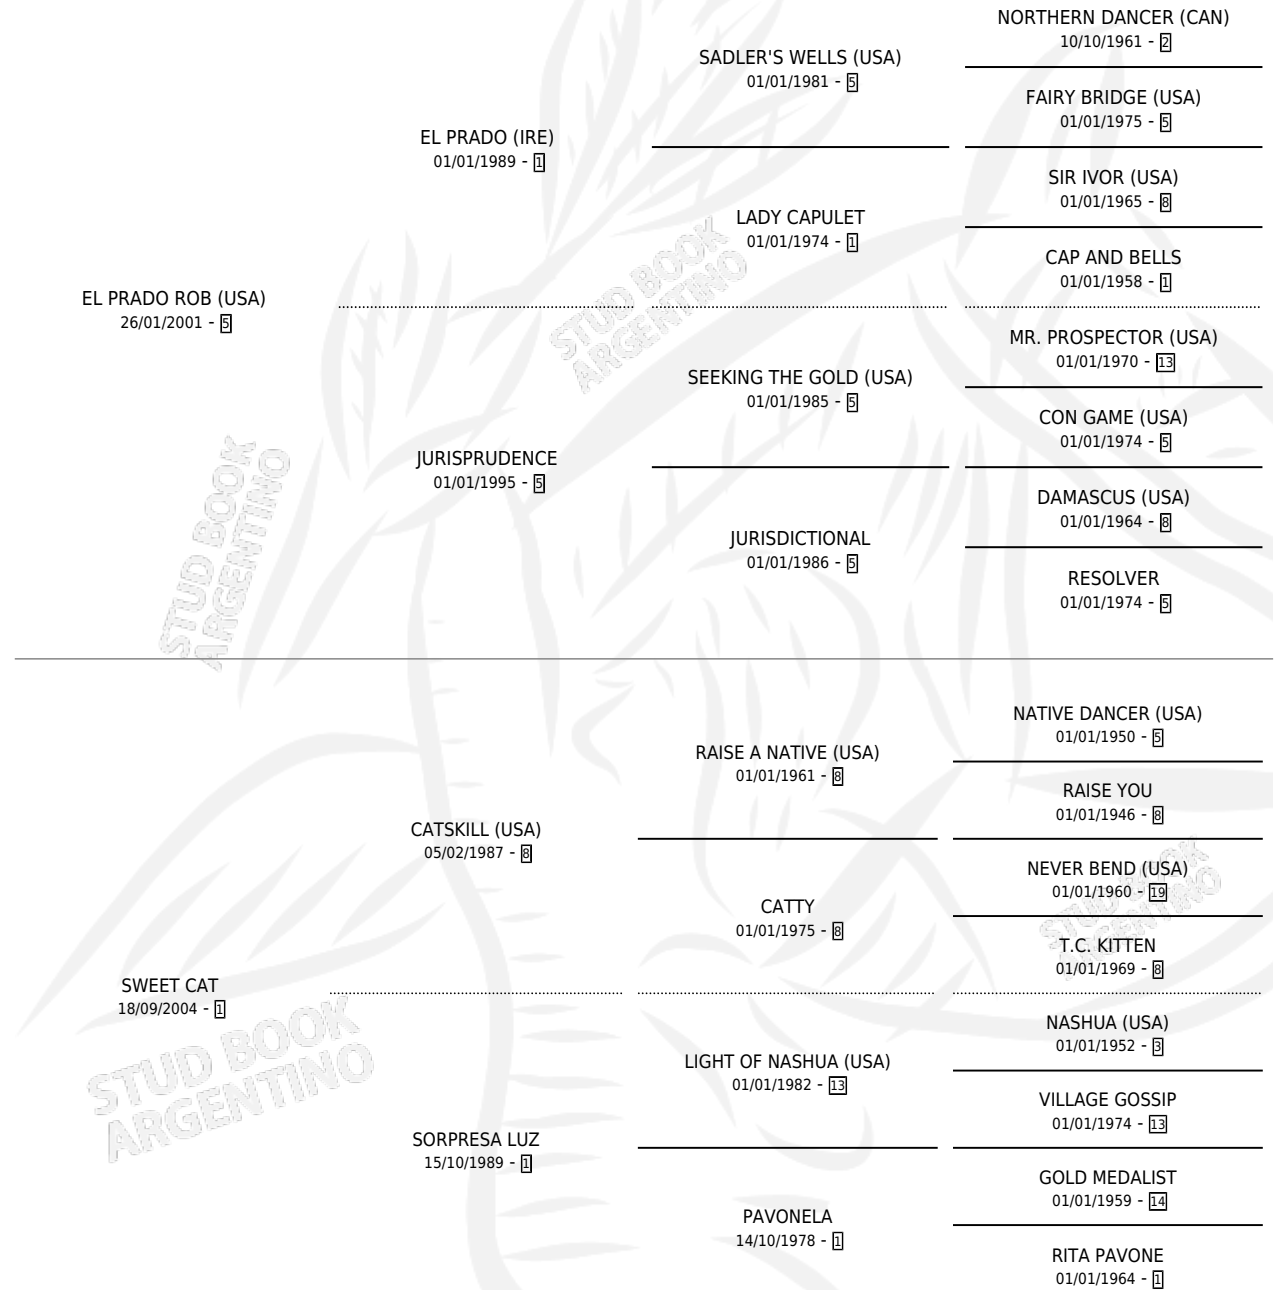 EL PRADO ROB (USA)
26/01/2001 - 5
EL PRADO (IRE)
01/01/1989 - 1
SADLER'S WELLS (USA)
01/01/1981 - 5
NORTHERN DANCER (CAN)
10/10/1961 - 2
FAIRY BRIDGE (USA)
01/01/1975 - 5
LADY CAPULET
01/01/1974 - 1
SIR IVOR (USA)
01/01/1965 - 8
CAP AND BELLS
01/01/1958 - 1
JURISPRUDENCE
01/01/1995 - 5
SEEKING THE GOLD (USA)
01/01/1985 - 5
MR. PROSPECTOR (USA)
01/01/1970 - 13
CON GAME (USA)
01/01/1974 - 5
JURISDICTIONAL
01/01/1986 - 5
DAMASCUS (USA)
01/01/1964 - 8
RESOLVER
01/01/1974 - 5
SWEET CAT
18/09/2004 - 1
CATSKILL (USA)
05/02/1987 - 8
RAISE A NATIVE (USA)
01/01/1961 - 8
NATIVE DANCER (USA)
01/01/1950 - 5
RAISE YOU
01/01/1946 - 8
CATTY
01/01/1975 - 8
NEVER BEND (USA)
01/01/1960 - 19
T.C. KITTEN
01/01/1969 - 8
SORPRESA LUZ
15/10/1989 - 1
LIGHT OF NASHUA (USA)
01/01/1982 - 13
NASHUA (USA)
01/01/1952 - 3
VILLAGE GOSSIP
01/01/1974 - 13
PAVONELA
14/10/1978 - 1
GOLD MEDALIST
01/01/1959 - 14
RITA PAVONE
01/01/1964 - 1
STUD BOOK
ARGENTINO
STUD BOOK
ARGENTINO
STUD BOOK
ARGENTINO
STUD BOOK
ARGENTINO